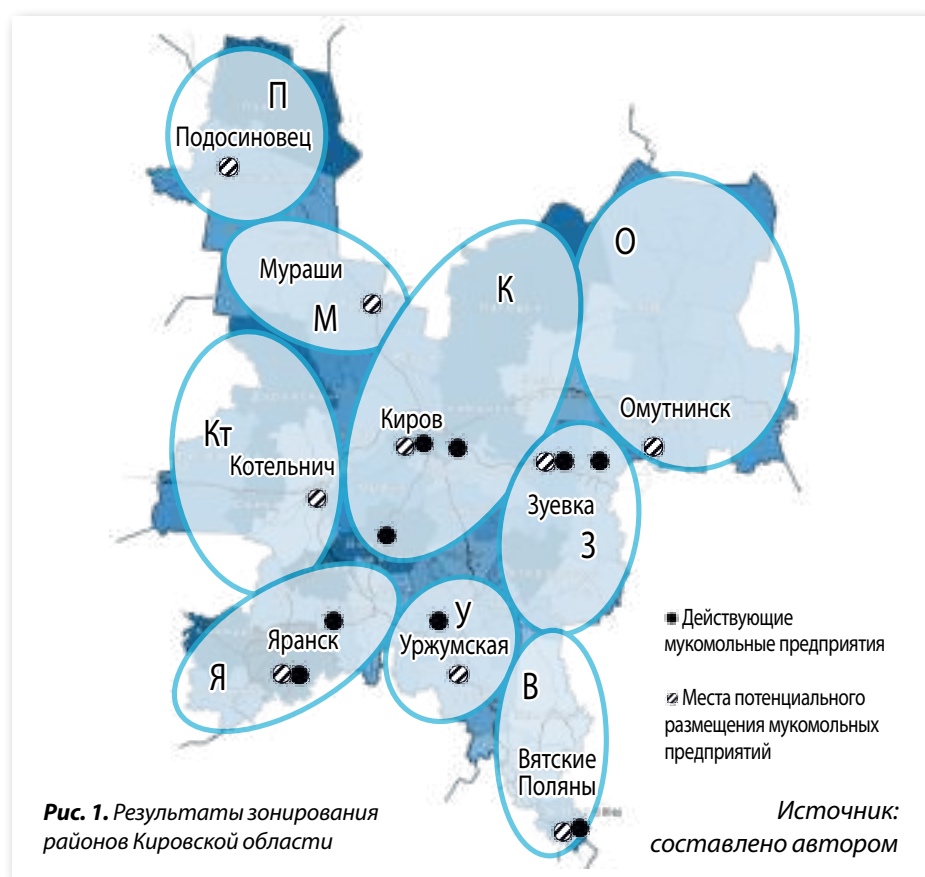 П
Подосиновец
Мураши
М
К
О
Кт
Котельнич
Киров
Омутнинск
Зуевка
З
Яранск
Я
У
Уржумская
В
Вятские
Поляны
Действующие
мукомольные предприятия
Места потенциального
размещения мукомольных
предприятий
Рис. 1. Результаты зонирования
районов Кировской области
Источник:
составлено автором